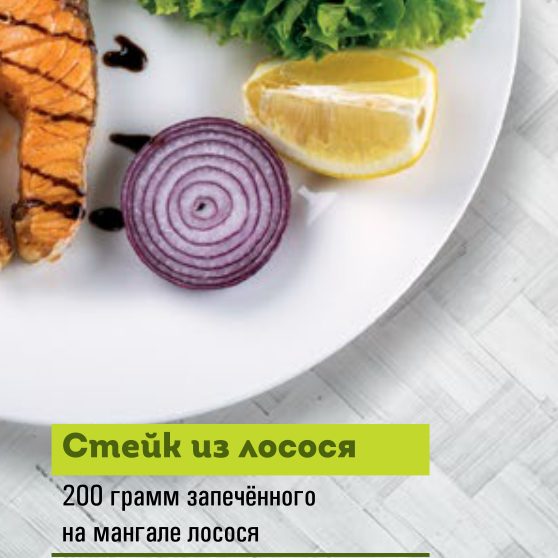 Стейк из лосося
200 грамм запечённого
на мангале лосося